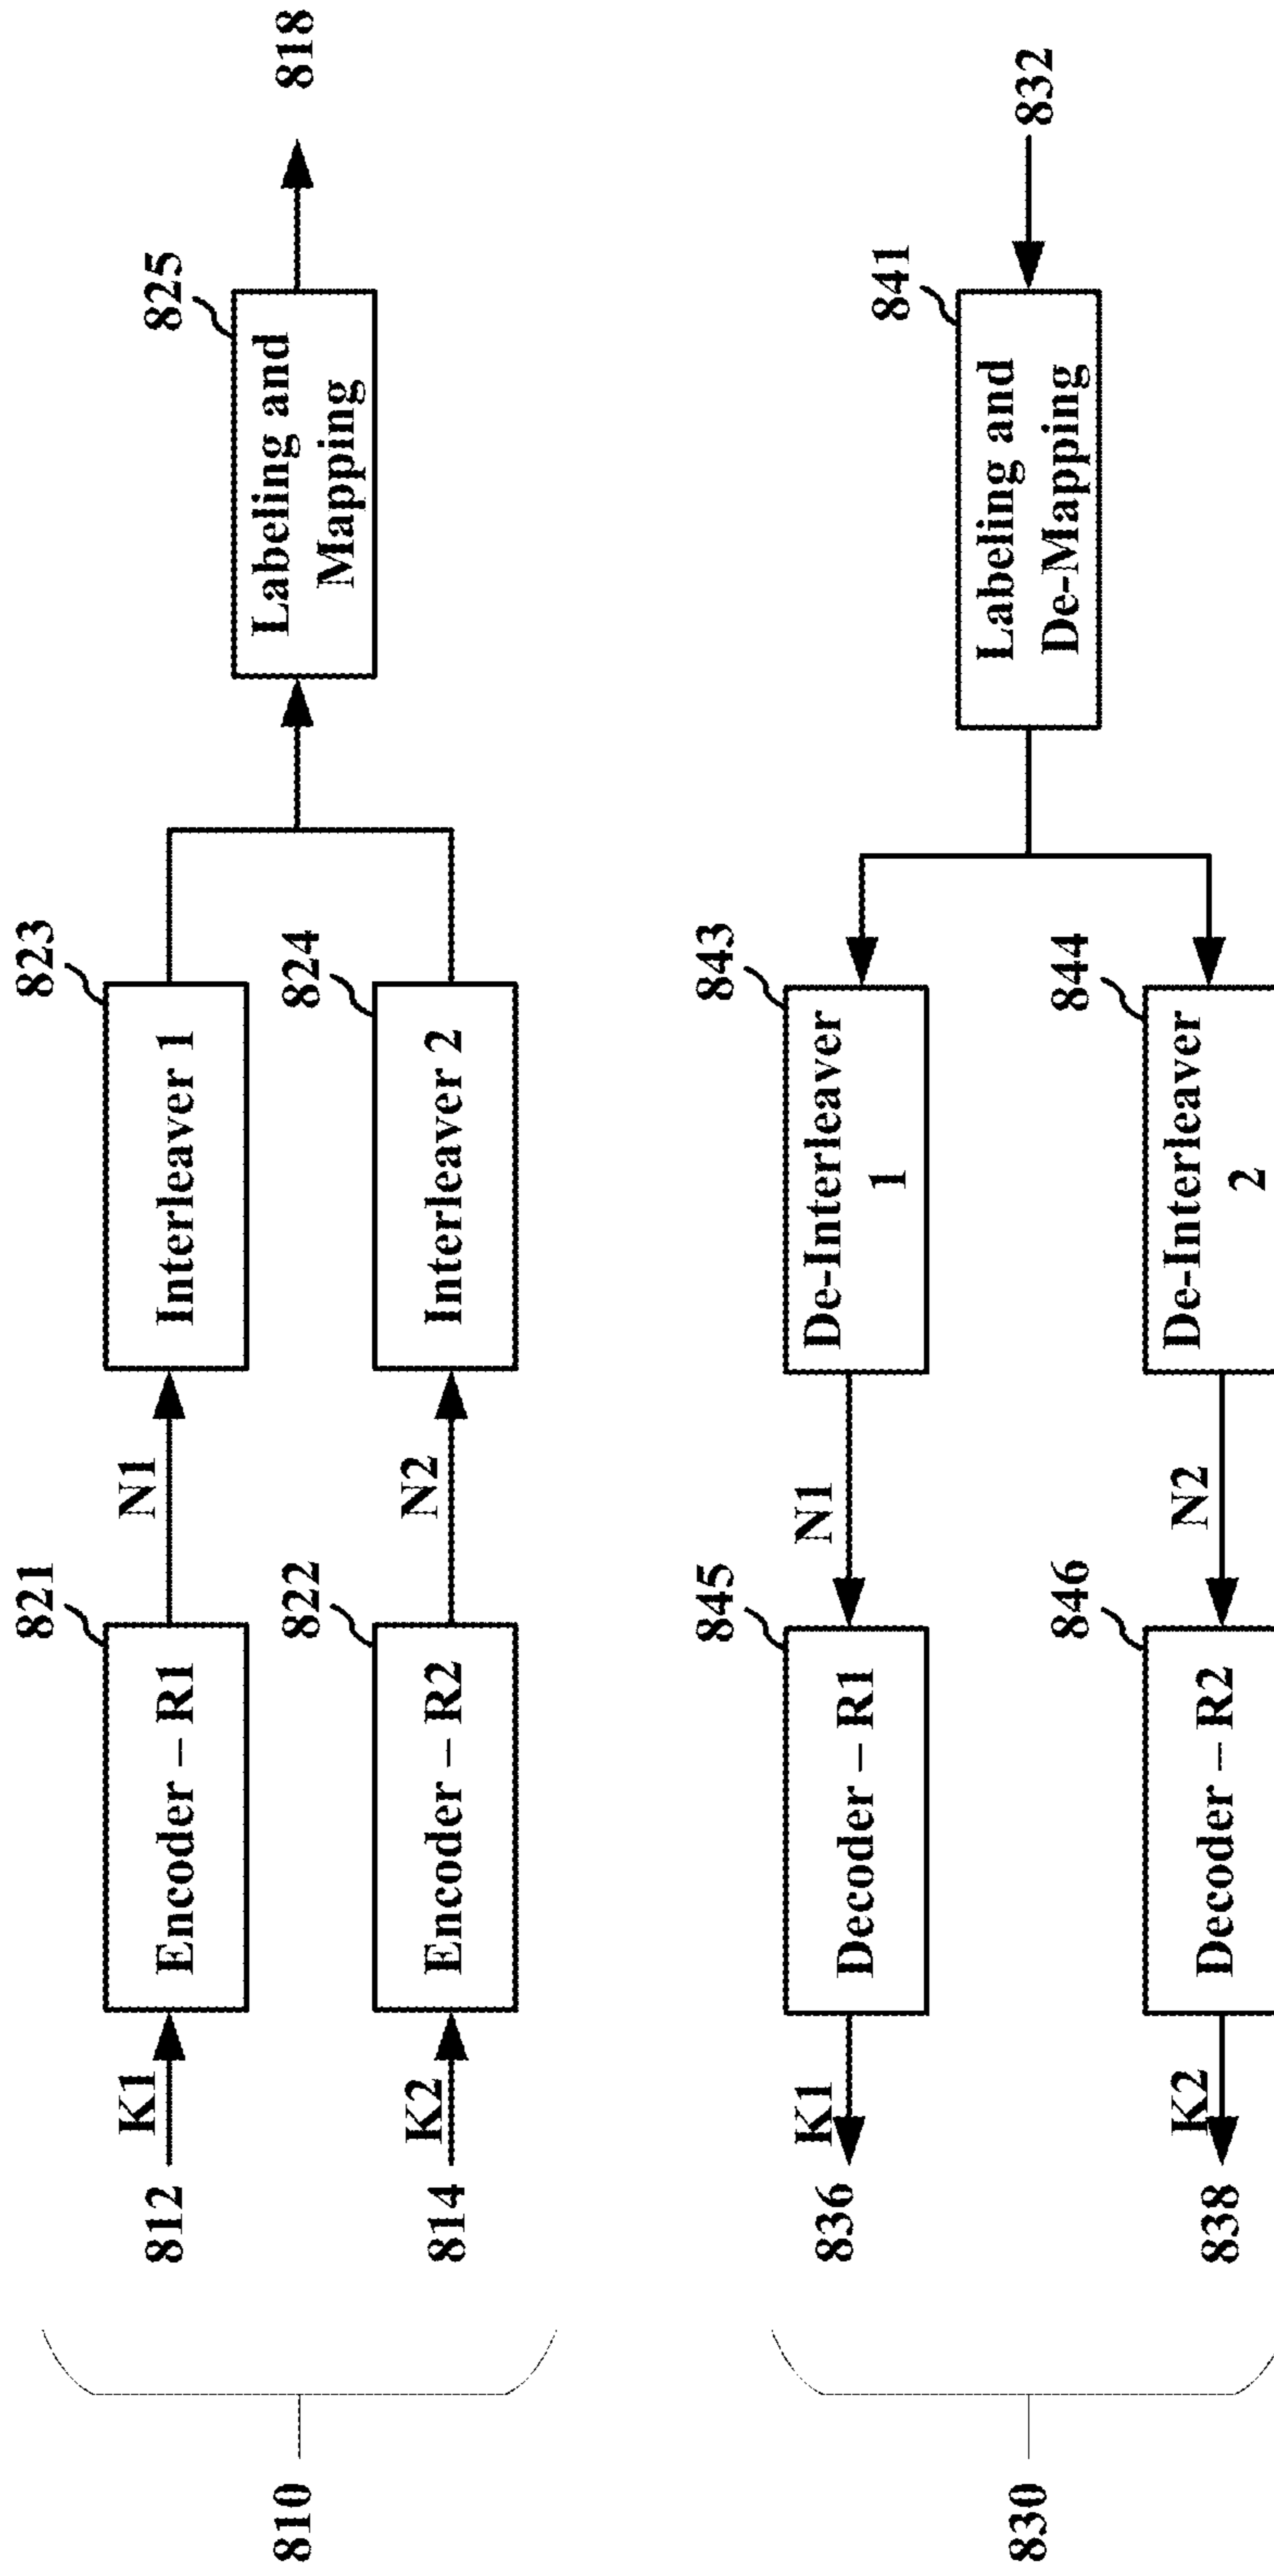 810
812
K1
821
Encoder – R1
N1
823
Interleaver 1
814
K2
822
Encoder – R2
N2
824
Interleaver 2
825
Labeling and
Mapping
818
830
836
K1
845
Decoder – R1
N1
843
De-Interleaver
1
838
K2
846
Decoder – R2
N2
844
De-Interleaver
2
841
Labeling and
De-Mapping
832